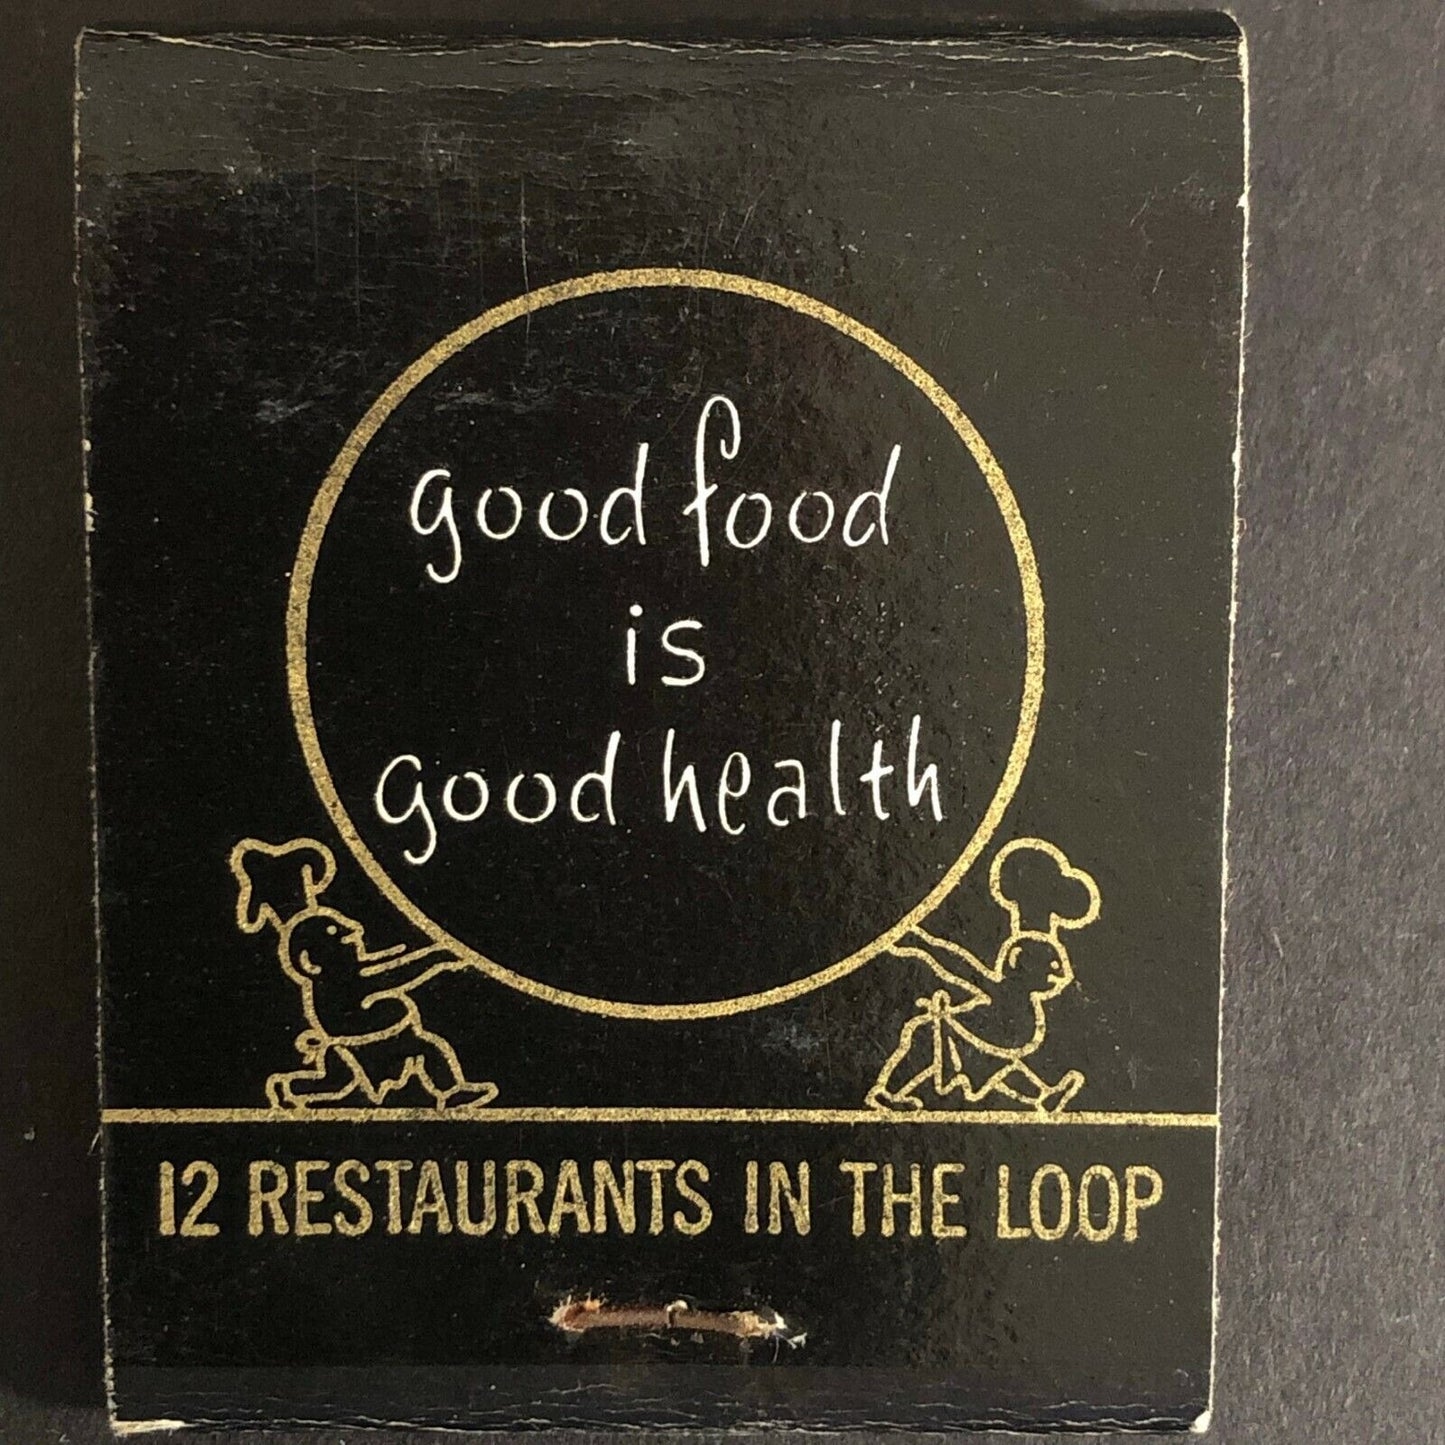 good food
is
good health
12 RESTAURANTS IN THE LOOP